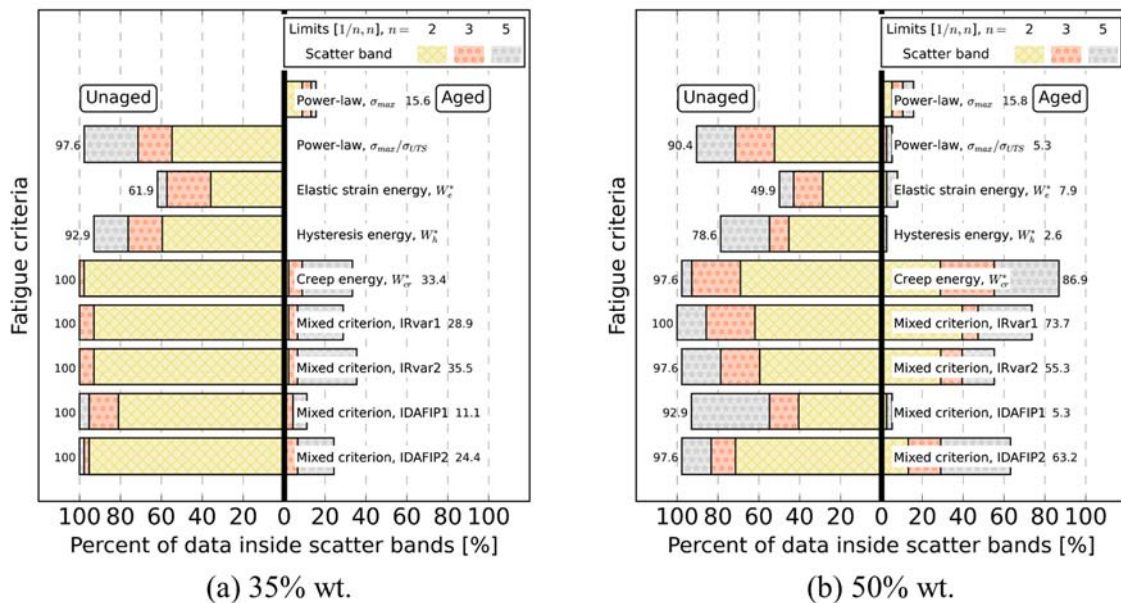 Limits [1/n, n], n = 2 3 5
Scatter band
Unaged
Aged
Fatigue criteria
Power-law, σmax 15.6
97.6 Power-law, σmax/σUTS
61.9 Elastic strain energy, W*e
92.9 Hysteresis energy, W*h
100 Creep energy, W*cr 33.4
100 Mixed criterion, IRvar1 28.9
100 Mixed criterion, IRvar2 35.5
100 Mixed criterion, IDAFIP1 11.1
100 Mixed criterion, IDAFIP2 24.4
100 80 60 40 20 0 20 40 60 80 100
Percent of data inside scatter bands [%]
(a) 35% wt.
Limits [1/n, n], n = 2 3 5
Scatter band
Unaged
Aged
Fatigue criteria
Power-law, σmax 15.8
90.4 Power-law, σmax/σUTS 5.3
49.9 Elastic strain energy, W*e 7.9
78.6 Hysteresis energy, W*h 2.6
97.6 Creep energy, W*cr 86.9
100 Mixed criterion, IRvar1 73.7
97.6 Mixed criterion, IRvar2 55.3
92.9 Mixed criterion, IDAFIP1 5.3
97.6 Mixed criterion, IDAFIP2 63.2
100 80 60 40 20 0 20 40 60 80 100
Percent of data inside scatter bands [%]
(b) 50% wt.